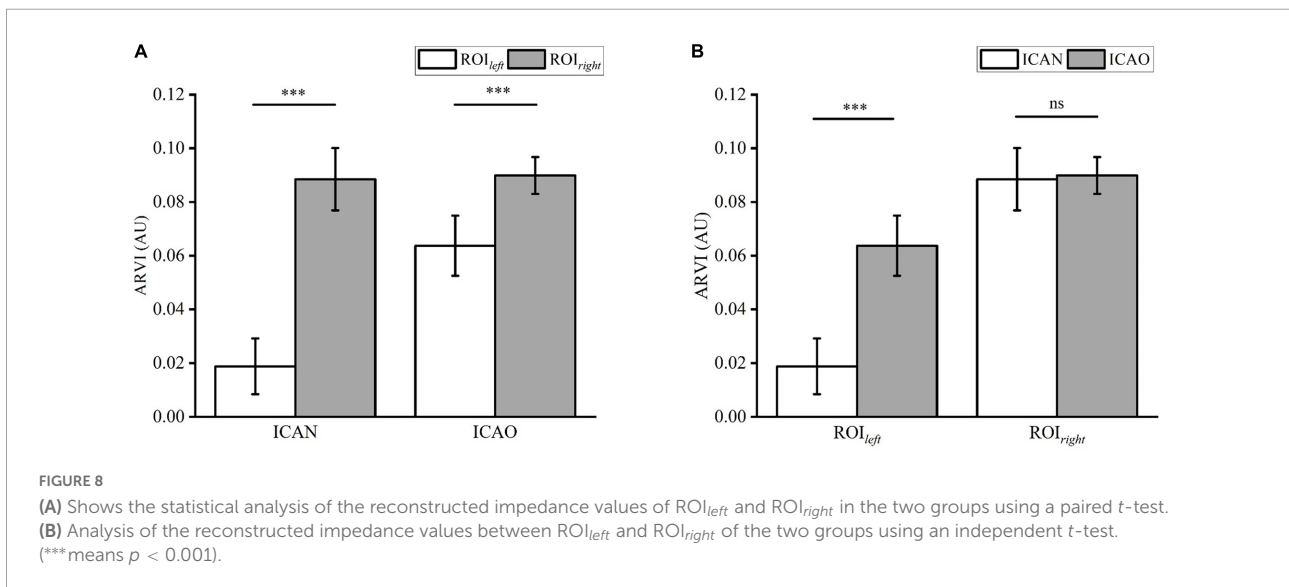 A
ROIleft ROIright
*** ***
0.12
0.10
0.08
0.06
0.04
0.02
0.00
ARVI (AU)
ICAN ICAO
B
ICAN ICAO
*** ns
0.12
0.10
0.08
0.06
0.04
0.02
0.00
ARVI (AU)
ROIleft ROIright
FIGURE 8
(A) Shows the statistical analysis of the reconstructed impedance values of ROIleft and ROIright in the two groups using a paired t-test.
(B) Analysis of the reconstructed impedance values between ROIleft and ROIright of the two groups using an independent t-test.
(***means p < 0.001).